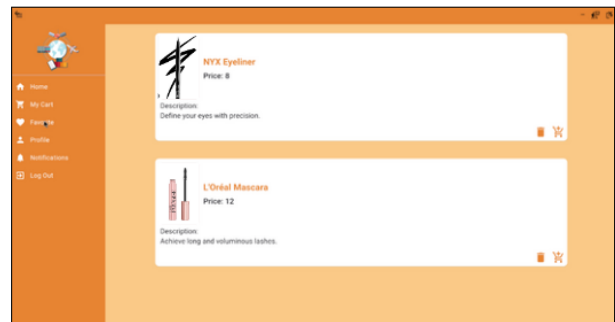 Home
My Cart
Favorite
Profile
Notifications
Log Out
NYX Eyeliner
Price: 8
Description:
Define your eyes with precision.
L'Oréal Mascara
Price: 12
Description:
Achieve long and voluminous lashes.